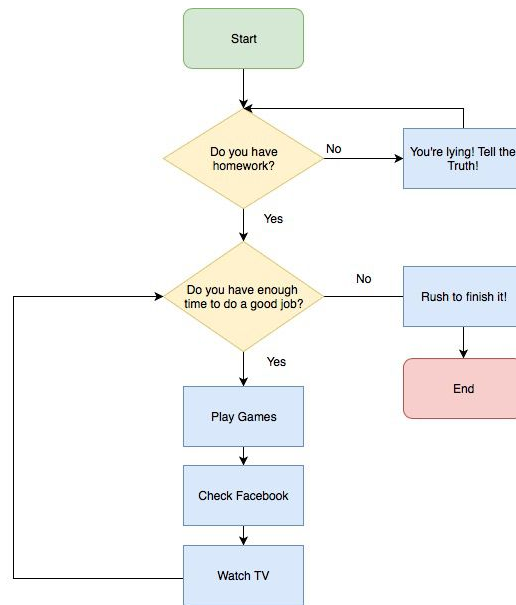 Start
Do you have
homework?
No
You're lying! Tell the
Truth!
Yes
Do you have enough
time to do a good job?
No
Rush to finish it!
Yes
End
Play Games
Check Facebook
Watch TV